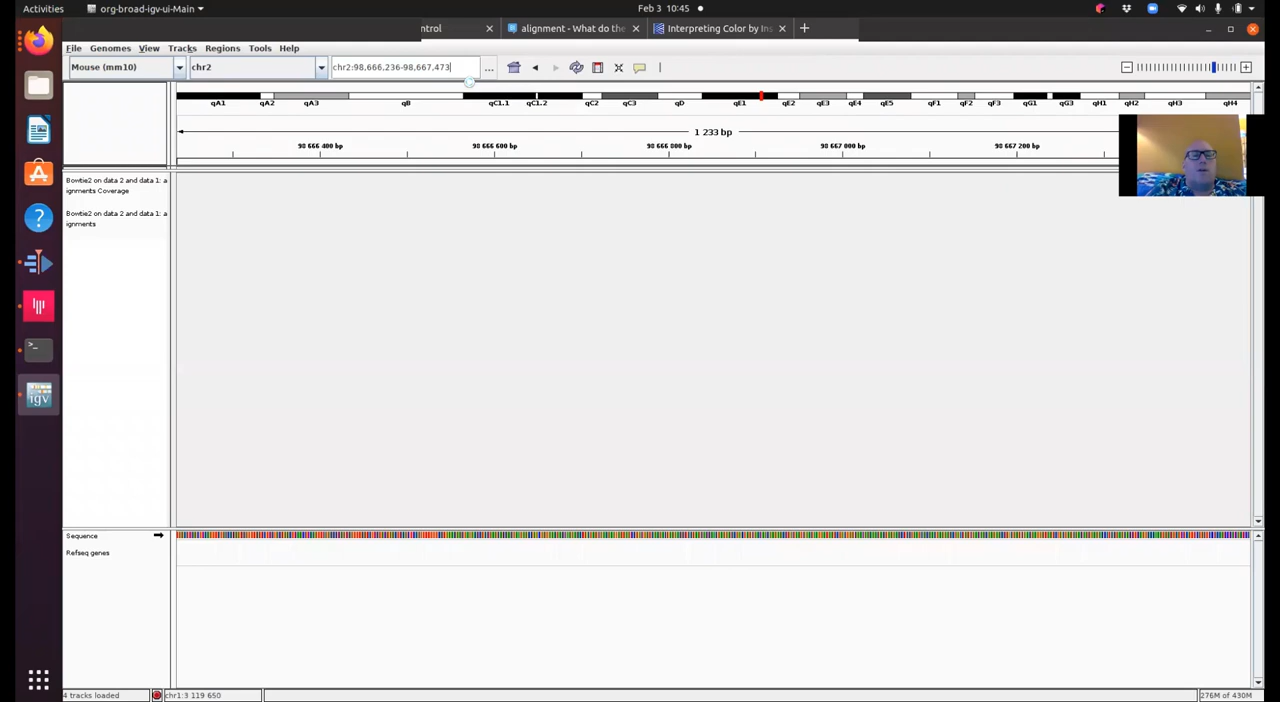 Activities org-broad-igv-ui-Main Feb 3 10:45
ntrol alignment - What do the Interpreting Color by Ins
File Genomes View Tracks Regions Tools Help
Mouse (mm10) chr2 chr2:98,666,236-98,667,473 ...
qA1 qA2 qA3 qB qC1.1 qC1.2 qC2 qC3 qD qE1 qE2 qE3 qE4 qE5 qF1 qF2 qF3 qG1 qG3 qH1 qH2 qH3 qH4
1 233 bp
98 666 400 bp 98 666 600 bp 98 666 800 bp 98 667 000 bp 98 667 200 bp
Bowtie2 on data 2 and data 1: a
ignments Coverage
Bowtie2 on data 2 and data 1: a
ignments
Sequence
Refseq genes
igv
4 tracks loaded chr1:3 119 650 276M of 430M